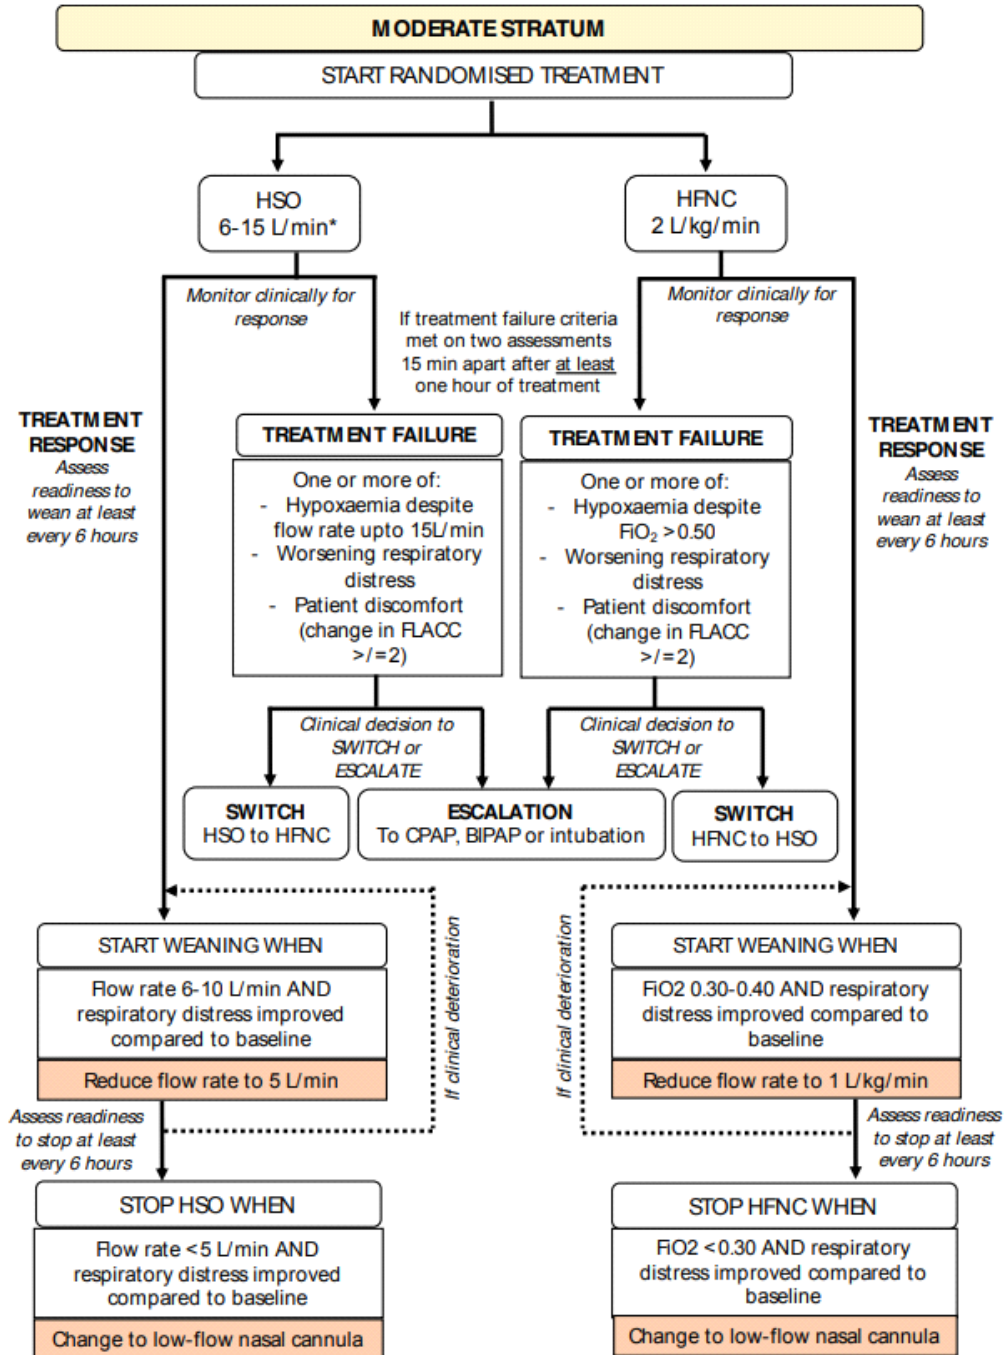 MODERATE STRATUM
START RANDOMISED TREATMENT
HSO
6-15 L/min*
HFNC
2 L/kg/min
Monitor clinically for
response
Monitor clinically for
response
If treatment failure criteria
met on two assessments
15 min apart after at least
one hour of treatment
TREATMENT
RESPONSE
Assess
readiness to
wean at least
every 6 hours
TREATMENT FAILURE
One or more of:
- Hypoxaemia despite
flow rate upto 15L/min
- Worsening respiratory
distress
- Patient discomfort
(change in FLACC
>/=2)
TREATMENT FAILURE
One or more of:
- Hypoxaemia despite
FiO2 >0.50
- Worsening respiratory
distress
- Patient discomfort
(change in FLACC
>/=2)
TREATMENT
RESPONSE
Assess
readiness to
wean at least
every 6 hours
Clinical decision to
SWITCH or
ESCALATE
Clinical decision to
SWITCH or
ESCALATE
SWITCH
HSO to HFNC
ESCALATION
To CPAP, BIPAP or intubation
SWITCH
HFNC to HSO
START WEANING WHEN
Flow rate 6-10 L/min AND
respiratory distress improved
compared to baseline
Reduce flow rate to 5 L/min
If clinical deterioration
If clinical deterioration
START WEANING WHEN
FiO2 0.30-0.40 AND respiratory
distress improved compared to
baseline
Reduce flow rate to 1 L/kg/min
Assess readiness
to stop at least
every 6 hours
Assess readiness
to stop at least
every 6 hours
STOP HSO WHEN
Flow rate <5 L/min AND
respiratory distress improved
compared to baseline
Change to low-flow nasal cannula
STOP HFNC WHEN
FiO2 <0.30 AND respiratory
distress improved compared to
baseline
Change to low-flow nasal cannula